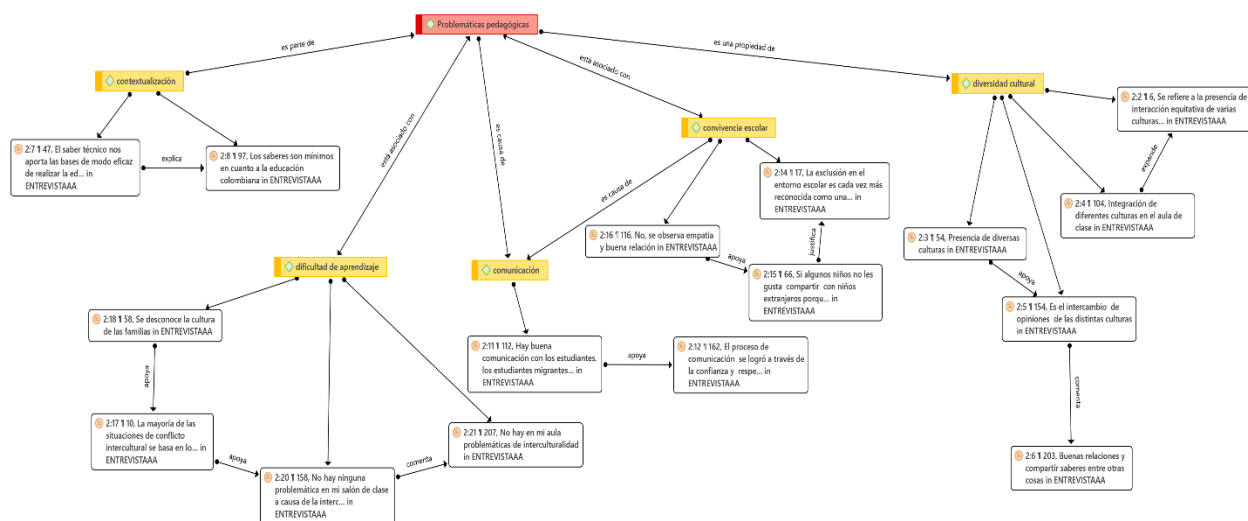 Problemáticas pedagógicas
es parte de
está asociado con
es causa de
está asociado con
es una propiedad de
contextualización
2:7 ¶ 47, El saber técnico nos
aporta las bases de modo eficaz
de realizar la ed... in
ENTREVISTAAA
explica
2:8 ¶ 97, Los saberes son mínimos
en cuanto a la educación
colombiana in ENTREVISTAAA
dificultad de aprendizaje
2:18 ¶ 58, Se desconoce la cultura
de las familias in ENTREVISTAAA
apoya
2:17 ¶ 10, La mayoría de las
situaciones de conflicto
intercultural se basa en lo... in
ENTREVISTAAA
apoya
2:20 ¶ 158, No hay ninguna
problemática en mi salón de clase
a causa de la interc... in
ENTREVISTAAA
comenta
2:21 ¶ 207, No hay en mi aula
problemáticas de interculturalidad
in ENTREVISTAAA
comunicación
2:11 ¶ 112, Hay buena
comunicación con los estudiantes,
los estudiantes migrantes... in
ENTREVISTAAA
apoya
2:12 ¶ 162, El proceso de
comunicación se logró a través de
la confianza y respe... in
ENTREVISTAAA
convivencia escolar
es causa de
2:16 ¶ 116, No, se observa empatía
y buena relación in ENTREVISTAAA
apoya
2:15 ¶ 66, Si algunos niños no les
gusta compartir con niños
extranjeros porqu... in
ENTREVISTAAA
justifica
2:14 ¶ 17, La exclusión en el
entorno escolar es cada vez más
reconocida como una... in
ENTREVISTAAA
diversidad cultural
2:2 ¶ 6, Se refiere a la presencia de
interacción equitativa de varias
culturas... in ENTREVISTAAA
expande
2:4 ¶ 104, Integración de
diferentes culturas en el aula de
clase in ENTREVISTAAA
2:3 ¶ 54, Presencia de diversas
culturas in ENTREVISTAAA
apoya
2:5 ¶ 154, Es el intercambio de
opiniones de las distintas culturas
in ENTREVISTAAA
comenta
2:6 ¶ 203, Buenas relaciones y
compartir saberes entre otras
cosas in ENTREVISTAAA